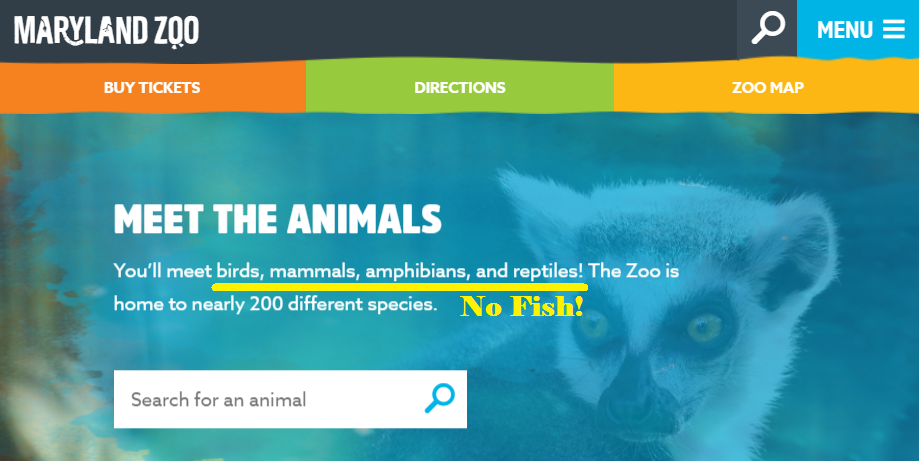 MARYLAND ZOO
MENU
BUY TICKETS
DIRECTIONS
ZOO MAP
MEET THE ANIMALS
You'll meet birds, mammals, amphibians, and reptiles! The Zoo is
home to nearly 200 different species.
No Fish!
Search for an animal